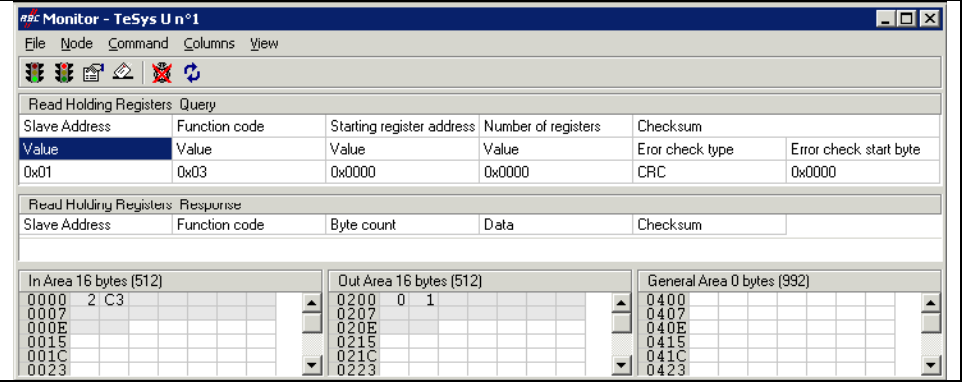 ABC Monitor - TeSys U n°1
File Node Command Columns View
Read Holding Registers Query
Slave Address Function code Starting register address Number of registers Checksum
Value Value Value Value Eror check type Error check start byte
0x01 0x03 0x0000 0x0000 CRC 0x0000
Read Holding Registers Response
Slave Address Function code Byte count Data Checksum
In Area 16 bytes (512) Out Area 16 bytes (512) General Area 0 bytes (992)
0000 2 C3 0200 0 1 0400
0007 0207 0407
000E 020E 040E
0015 0215 0415
001C 021C 041C
0023 0223 0423